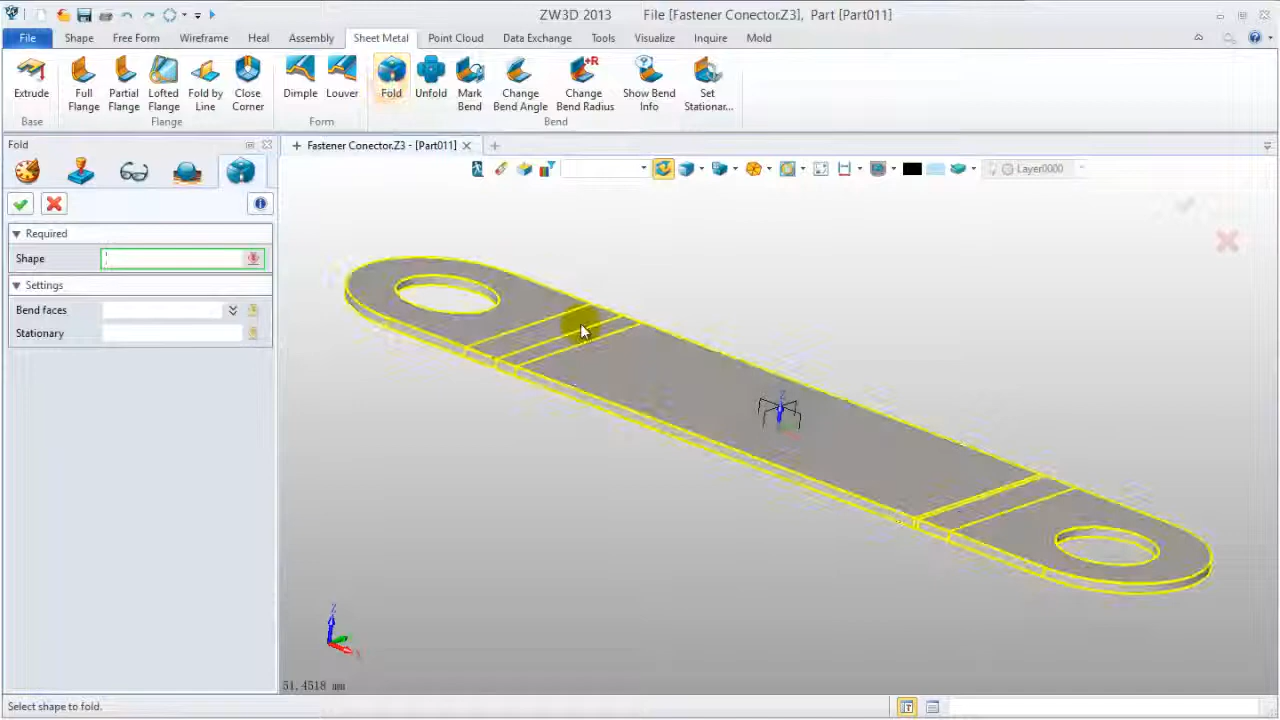 ZW3D 2013 File [Fastener Conector.Z3], Part [Part011]
File Shape Free Form Wireframe Heal Assembly Sheet Metal Point Cloud Data Exchange Tools Visualize Inquire Mold
Extrude Full Flange Partial Flange Lofted Flange Fold by Line Close Corner Dimple Louver Fold Unfold Mark Bend Change Bend Angle Change Bend Radius Show Bend Info Set Stationar...
+R
Base Flange Form Bend
Fold
+ Fastener Conector.Z3 - [Part011]
Layer0000
Required
Shape
Settings
Bend faces
Stationary
Z
Z
51.4518 mm
Select shape to fold.